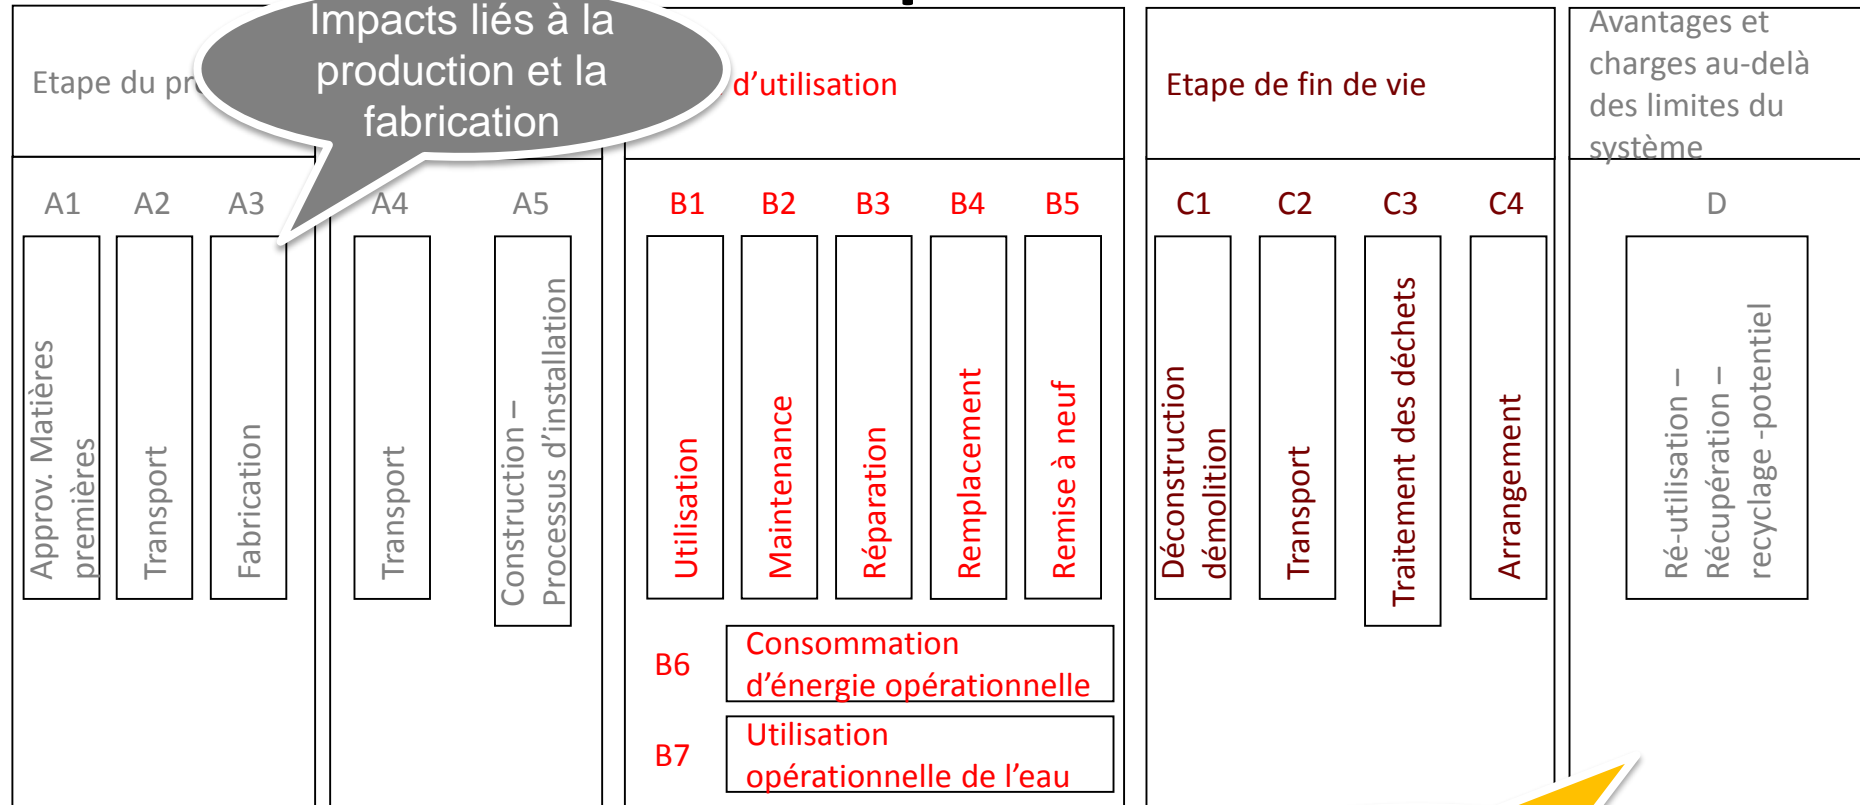 Impacts liés à la
production et la
fabrication
Etape du
d’utilisation
Etape de fin de vie
Avantages et
charges au-delà
des limites du
système
A1
A2
A3
A4
A5
B1
B2
B3
B4
B5
C1
C2
C3
C4
D
Approv. Matières
premières
Transport
Fabrication
Transport
Construction –
Processus d’installation
Utilisation
Maintenance
Réparation
Remplacement
Remise à neuf
Déconstruction
démolition
Transport
Traitement des déchets
Arrangement
Ré-utilisation –
Récupération –
recyclage -potentiel
B6
Consommation
d’énergie opérationnelle
B7
Utilisation
opérationnelle de l’eau